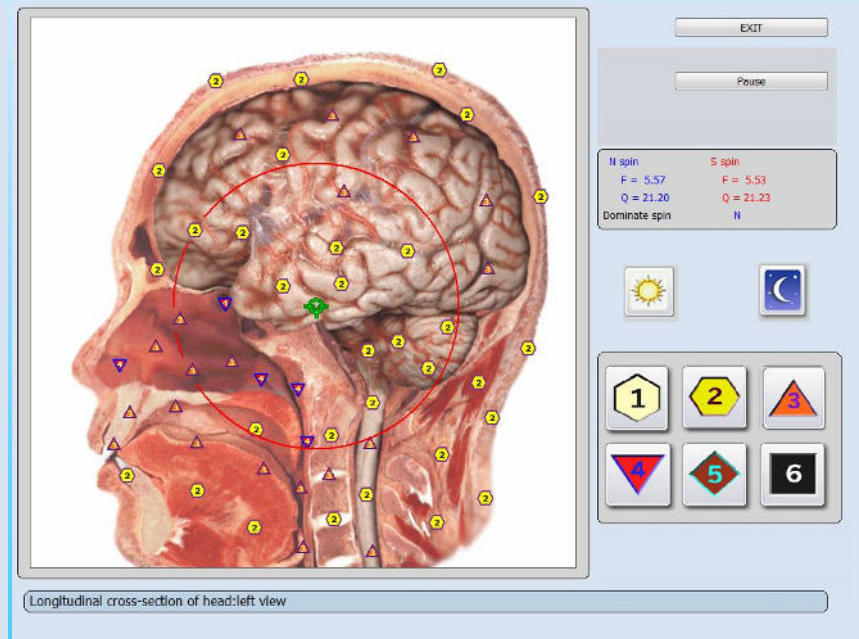 EXIT
Pause
N spin S spin
F = 5.57 F = 5.53
Q = 21.20 Q = 21.23
Dominate spin N
1 2 3
4 5 6
Longitudinal cross-section of head:left view